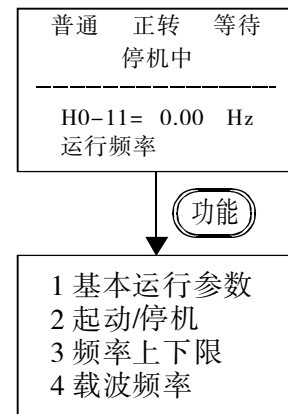 普通 正转 等待
停机中
H0-11= 0.00 Hz
运行频率
功能
1 基本运行参数
2 起动/停机
3 频率上下限
4 载波频率